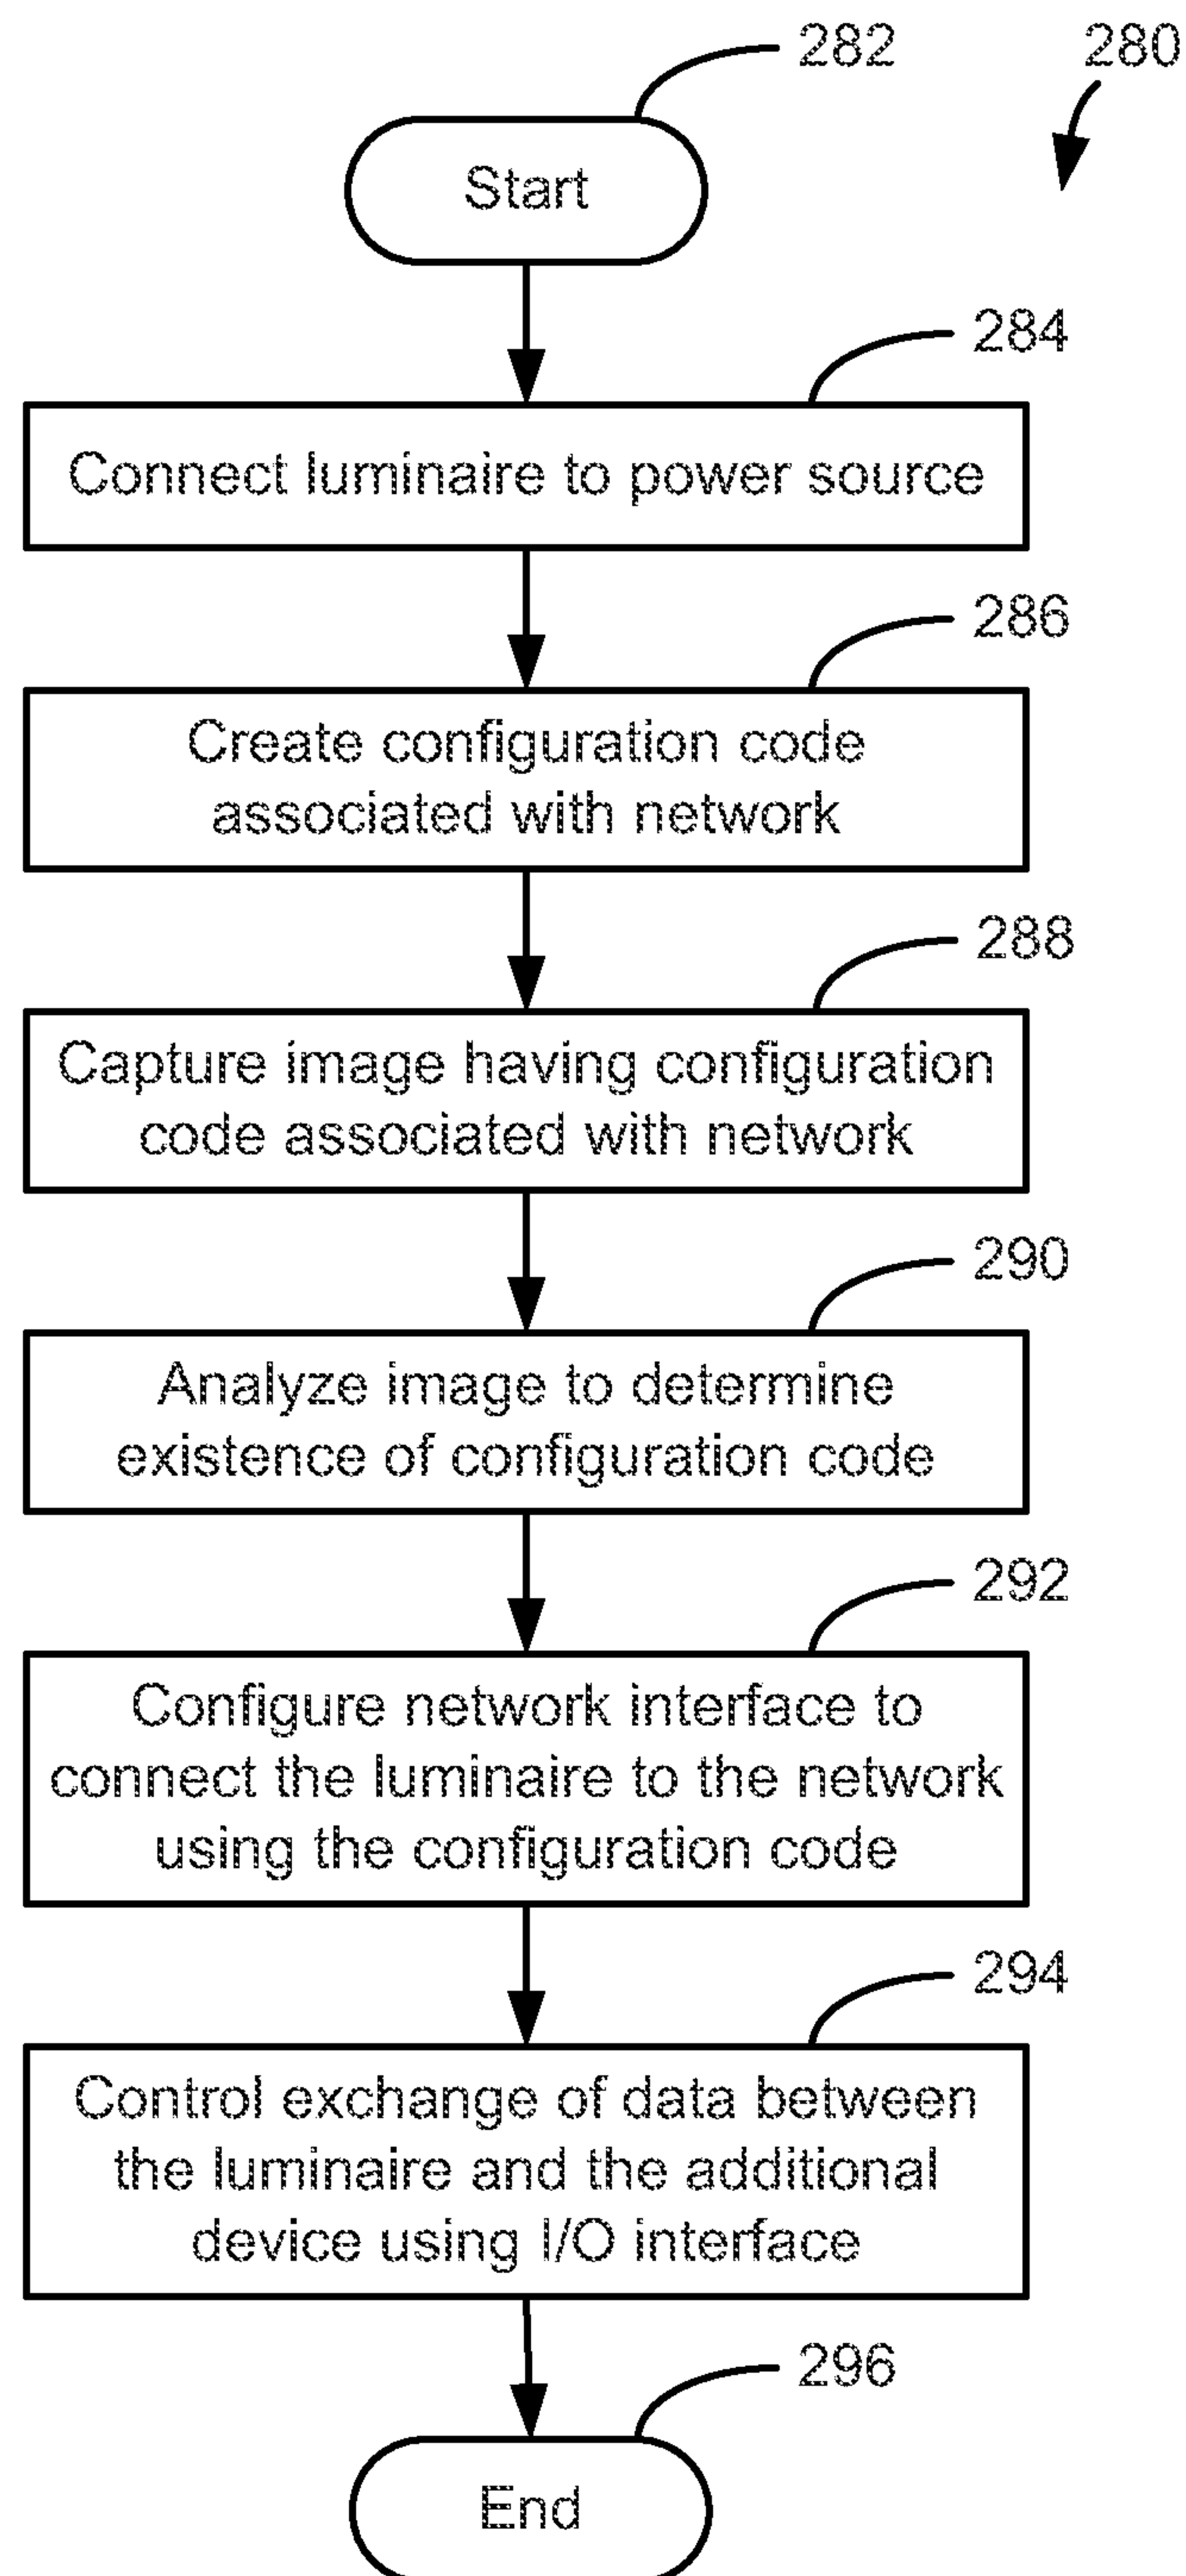 282
280
Start
284
Connect luminaire to power source
286
Create configuration code
associated with network
288
Capture image having configuration
code associated with network
290
Analyze image to determine
existence of configuration code
292
Configure network interface to
connect the luminaire to the network
using the configuration code
294
Control exchange of data between
the luminaire and the additional
device using I/O interface
296
End